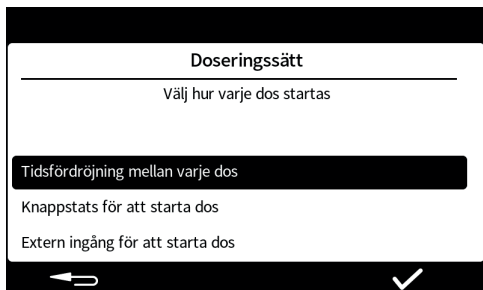 Doseringssätt
Välj hur varje dos startas
Tidsfördröjning mellan varje dos
Knappstats för att starta dos
Extern ingång för att starta dos